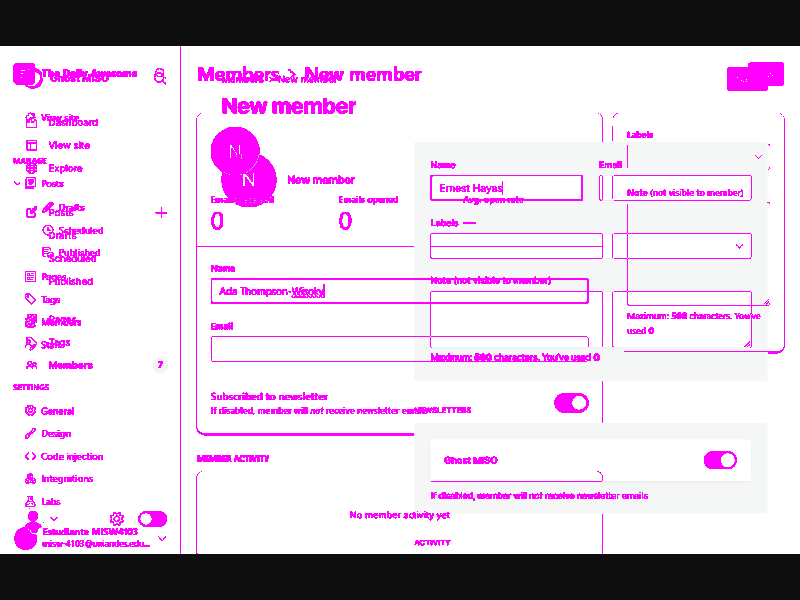 The Daily Awesome
Ghost MISO
Members > New member
Members > New member
New member
View site
Dashboard
View site
MANAGE
Explore
Posts
Drafts
Posts
Scheduled
Drafts
Published
Scheduled
Pages
Published
Tags
Members
Pages
Tags
Members 7
SETTINGS
General
Design
Code injection
Integrations
Labs
Estudiante MISW4103
misw-4103@uniandes.edu...
N
N
New member
Emails opened
Avg. open rate
0
0
Name
Ada Thompson-
Email
Subscribed to newsletter
If disabled, member will not receive newsletter
MEMBER ACTIVITY
No member activity yet
Name
Email
Ernest Hayes
Labels
Note (not visible to member)
Maximum: 500 characters. You've used 0
NEWSLETTERS
Ghost MISO
If disabled, member will not receive newsletter emails
ACTIVITY
Labels
Note (not visible to member)
Maximum: 500 characters. You've
used 0